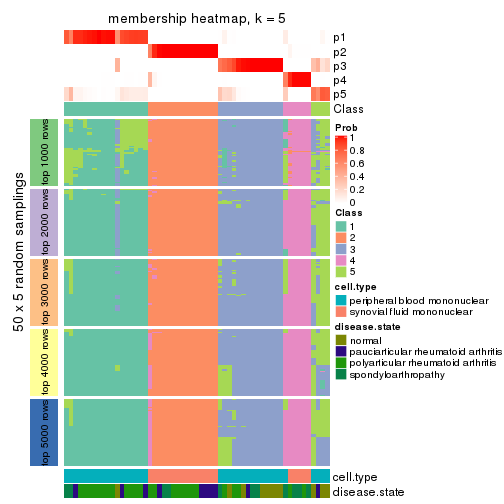 membership heatmap, k = 5
p1
p2
p3
p4
p5
Class
50 x 5 random samplings
top 1000 rows
top 2000 rows
top 3000 rows
top 4000 rows
top 5000 rows
Prob
1
0.8
0.6
0.4
0.2
0
Class
1
2
3
4
5
cell.type
peripheral blood mononuclear
synovial fluid mononuclear
disease.state
normal
pauciarticular rheumatoid arthritis
polyarticular rheumatoid arthritis
spondyloarthropathy
cell.type
disease.state